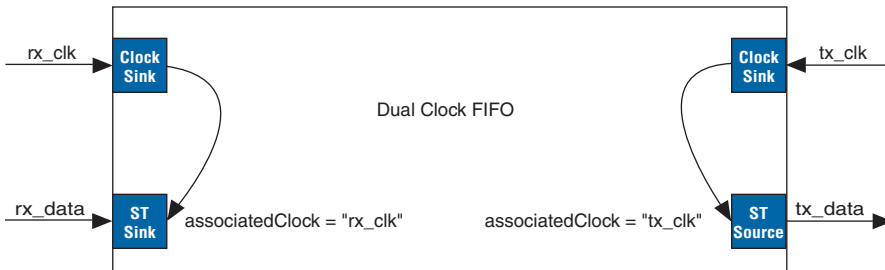 rx_clk
Clock
Sink
Clock
Sink
tx_clk
Dual Clock FIFO
rx_data
ST
Sink
associatedClock = "rx_clk"
associatedClock = "tx_clk"
ST
Source
tx_data